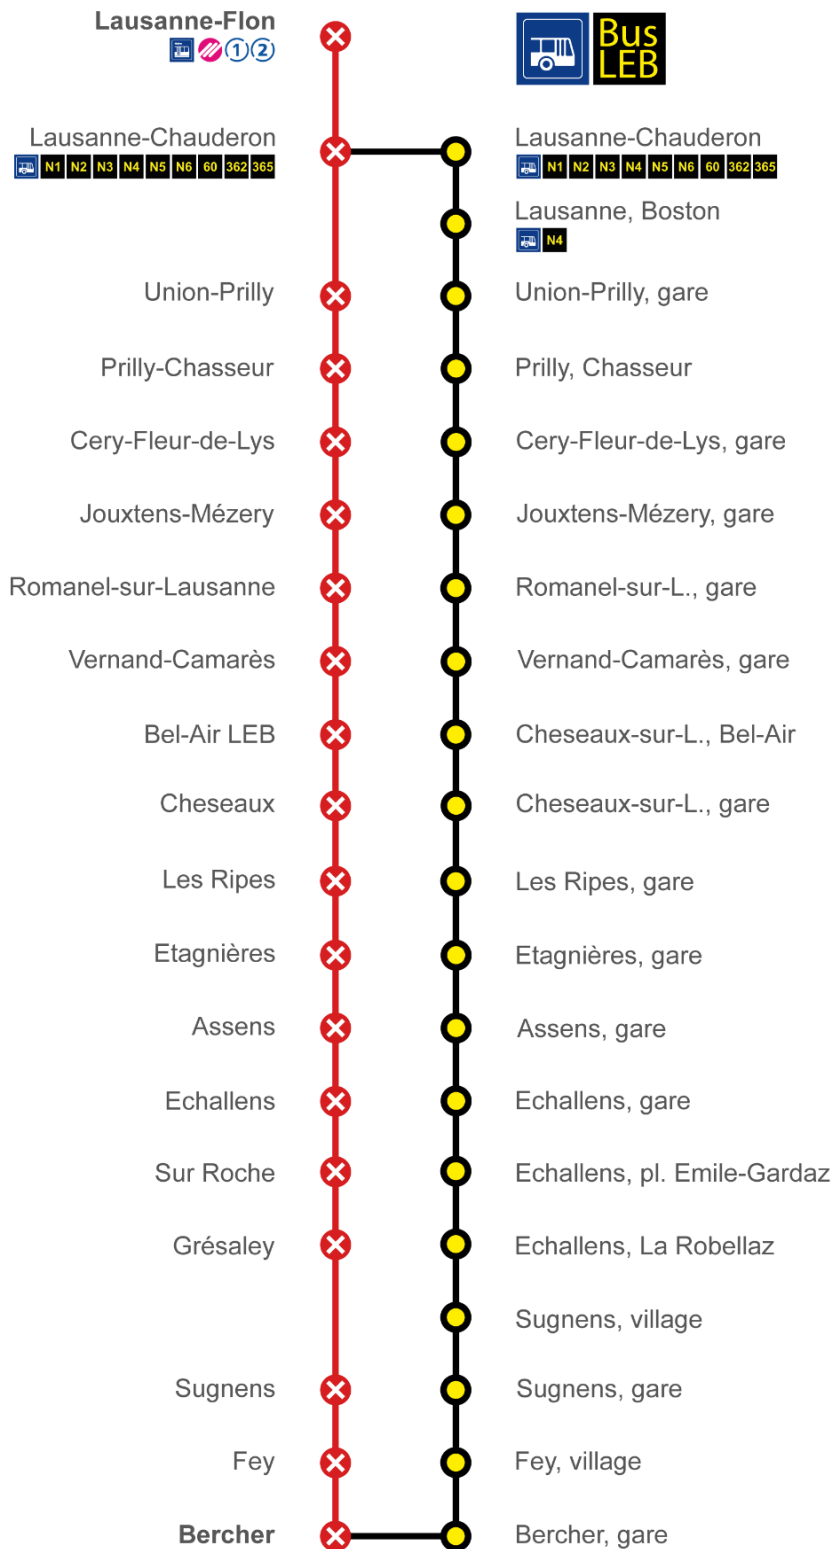 Lausanne-Flon
1 2
Bus
LEB
Lausanne-Chauderon
N1 N2 N3 N4 N5 N6 60 362 365
Lausanne-Chauderon
N1 N2 N3 N4 N5 N6 60 362 365
Lausanne, Boston
N4
Union-Prilly
Union-Prilly, gare
Prilly-Chasseur
Prilly, Chasseur
Cery-Fleur-de-Lys
Cery-Fleur-de-Lys, gare
Jouxtens-Mézery
Jouxtens-Mézery, gare
Romanel-sur-Lausanne
Romanel-sur-L., gare
Vernand-Camarès
Vernand-Camarès, gare
Bel-Air LEB
Cheseaux-sur-L., Bel-Air
Cheseaux
Cheseaux-sur-L., gare
Les Ripes
Les Ripes, gare
Etagnières
Etagnières, gare
Assens
Assens, gare
Echallens
Echallens, gare
Sur Roche
Echallens, pl. Emile-Gardaz
Grésaley
Echallens, La Robellaz
Sugnens, village
Sugnens
Sugnens, gare
Fey
Fey, village
Bercher
Bercher, gare